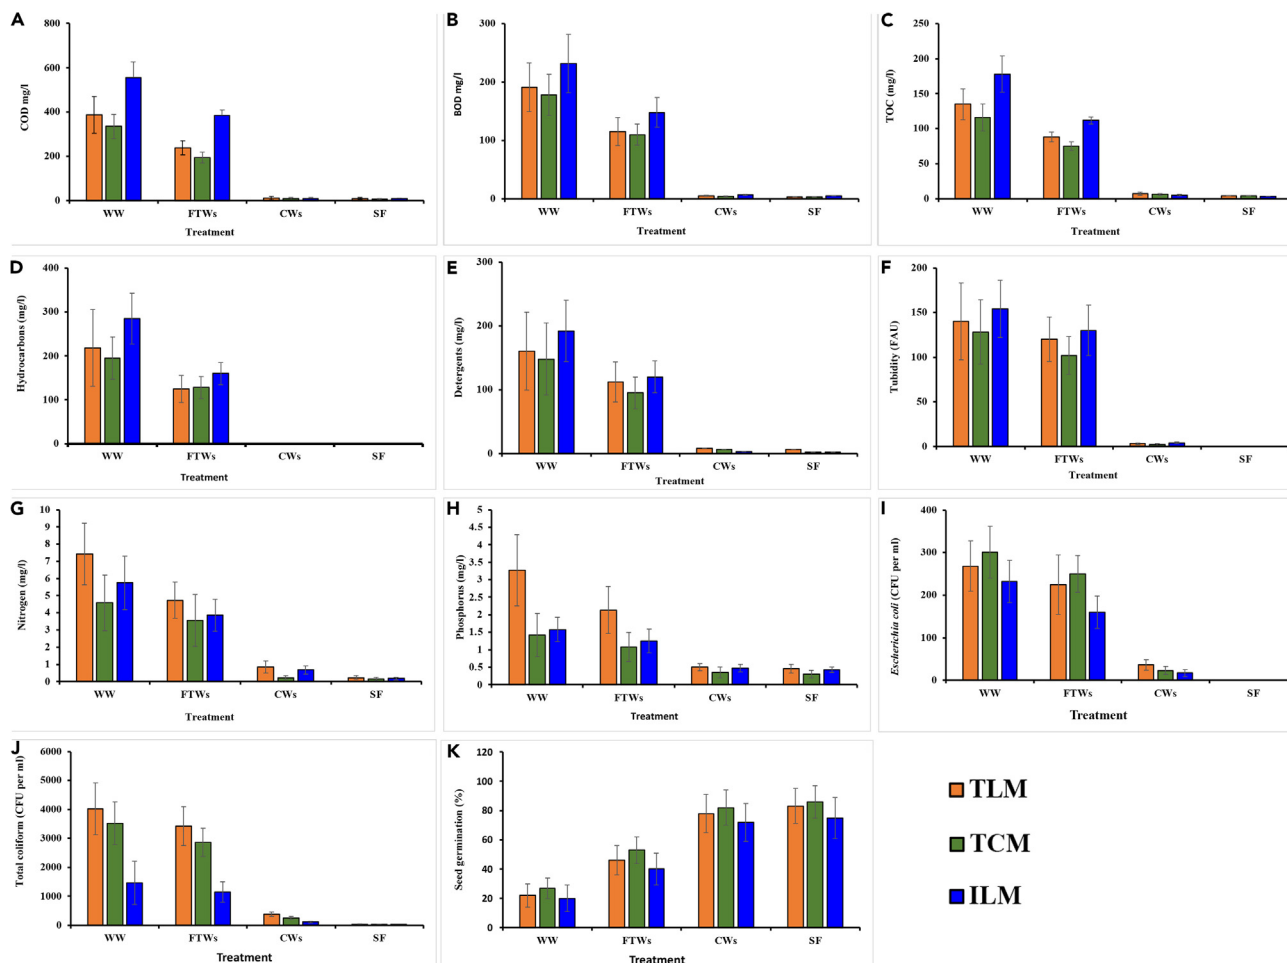 A
COD mg/l
800
600
400
200
0
WW FTWs CWs SF
Treatment
B
BOD mg/l
300
200
100
0
WW FTWs CWs SF
Treatment
C
TOC (mg/l)
250
200
150
100
50
0
WW FTWs CWs SF
Treatment
D
Hydrocarbons (mg/l)
400
300
200
100
0
WW FTWs CWs SF
Treatment
E
Detergents (mg/l)
300
200
100
0
WW FTWs CWs SF
Treatment
F
Tubidity (FAU)
200
150
100
50
0
WW FTWs CWs SF
Treatment
G
Nitrogen (mg/l)
10
9
8
7
6
5
4
3
2
1
0
WW FTWs CWs SF
Treatment
H
Phosphorus (mg/l)
5
4.5
4
3.5
3
2.5
2
1.5
1
0.5
0
WW FTWs CWs SF
Treatment
I
Escherichia coli (CFU per ml)
400
300
200
100
0
WW FTWs CWs SF
Treatment
J
Total coliform (CFU per ml)
6000
5000
4000
3000
2000
1000
0
WW FTWs CWs SF
Treatment
K
Seed germination (%)
120
100
80
60
40
20
0
WW FTWs CWs SF
Treatment
TLM
TCM
ILM